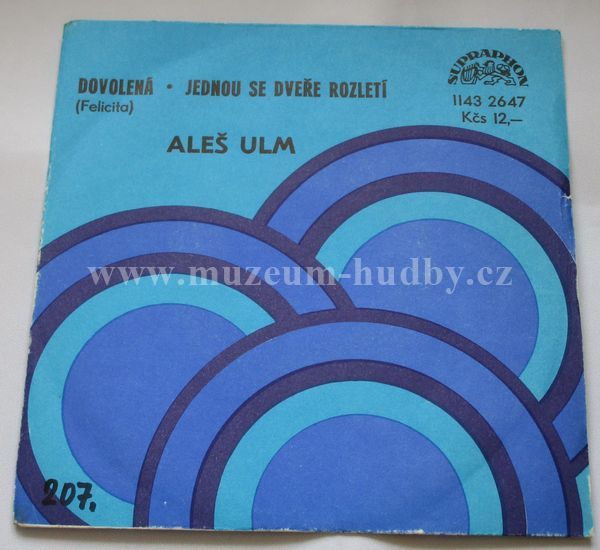 SUPRAPHON
DOVOLENÁ • JEDNOU SE DVEŘE ROZLETÍ
(Felicita)
1143 2647
Kčs 12,—
ALEŠ ULM
www.muzeum-hudby.cz
207.